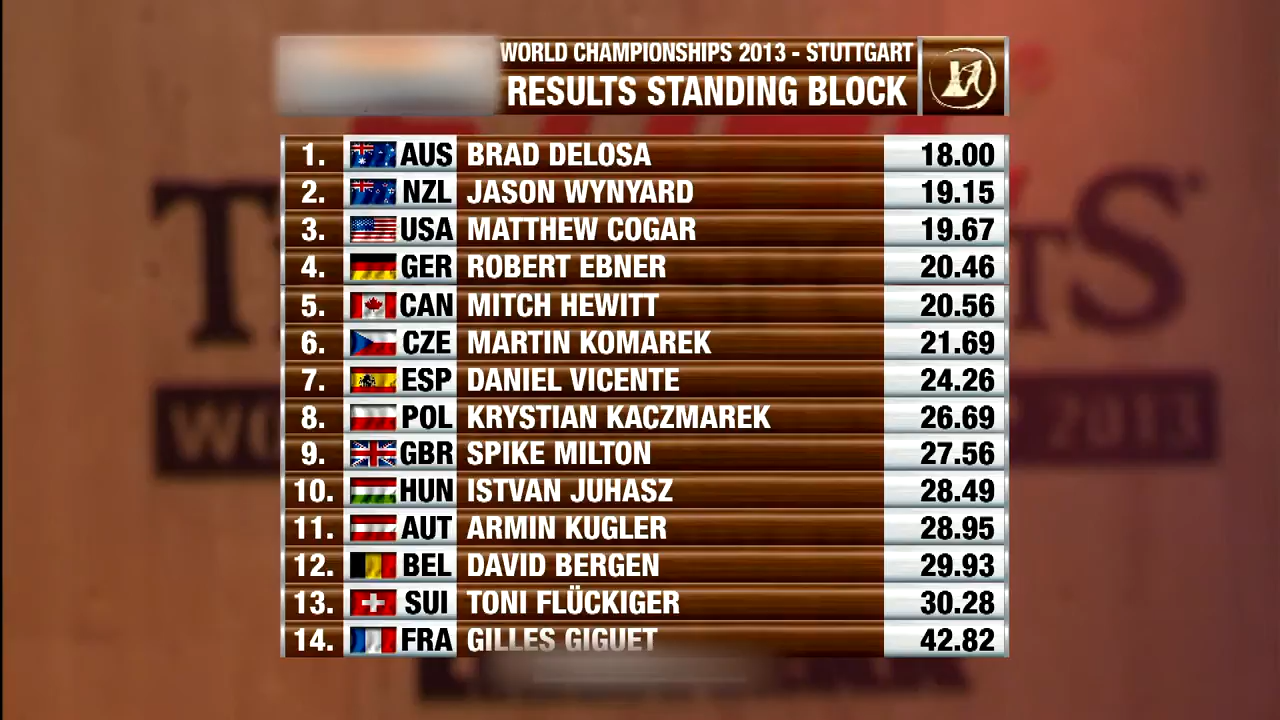 WORLD CHAMPIONSHIPS 2013 - STUTTGART
RESULTS STANDING BLOCK
1. AUS BRAD DELOSA 18.00
2. NZL JASON WYNYARD 19.15
3. USA MATTHEW COGAR 19.67
4. GER ROBERT EBNER 20.46
5. CAN MITCH HEWITT 20.56
6. CZE MARTIN KOMAREK 21.69
7. ESP DANIEL VICENTE 24.26
8. POL KRYSTIAN KACZMAREK 26.69
9. GBR SPIKE MILTON 27.56
10. HUN ISTVAN JUHASZ 28.49
11. AUT ARMIN KUGLER 28.95
12. BEL DAVID BERGEN 29.93
13. SUI TONI FLÜCKIGER 30.28
14. FRA GILLES GIGUET 42.82
2013